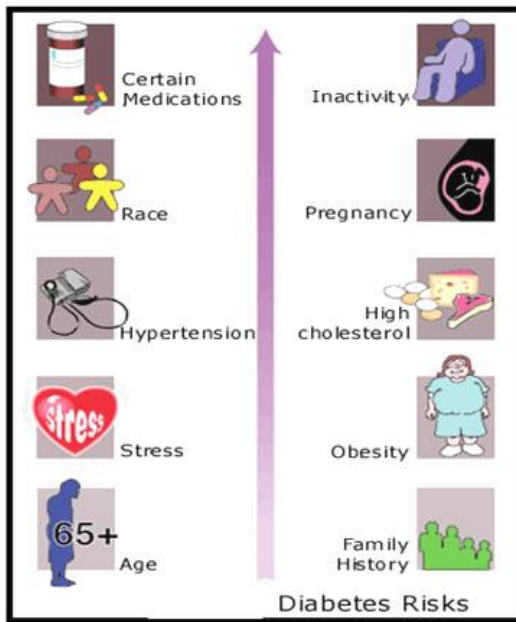 Certain
Medications
Inactivity
Race
Pregnancy
Hypertension
High
cholesterol
stress
Stress
Obesity
65+
Age
Family
History
Diabetes Risks